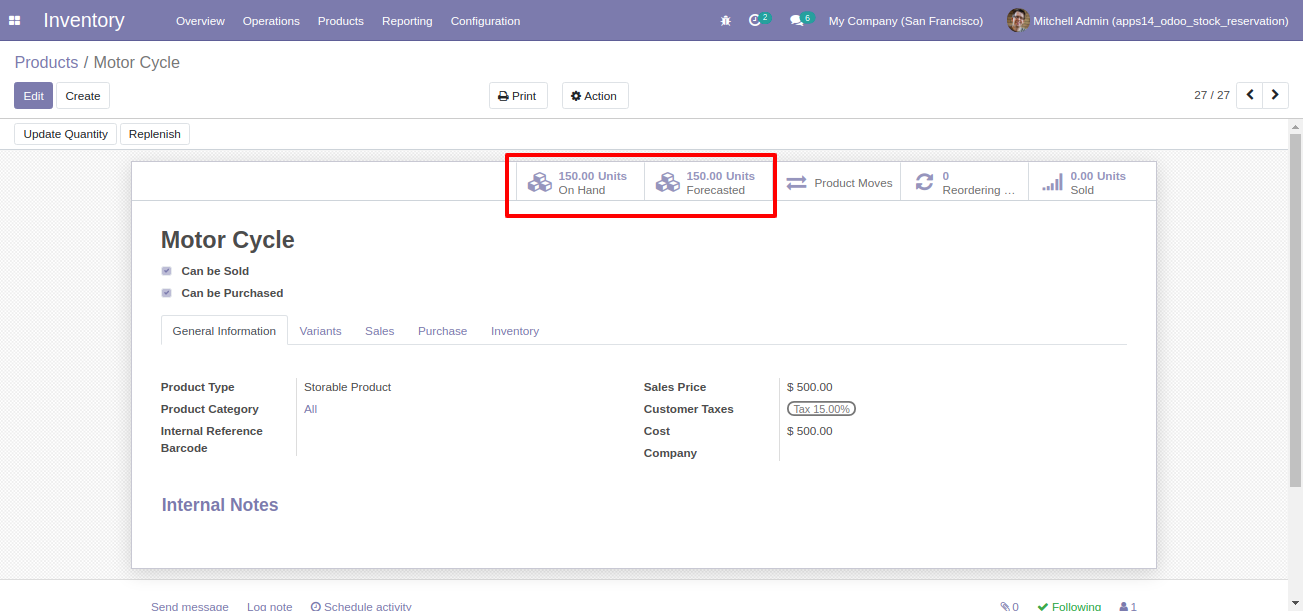 Inventory Overview Operations Products Reporting Configuration 2 6 My Company (San Francisco) Mitchell Admin (apps14_odoo_stock_reservation)
Products / Motor Cycle
Edit Create Print Action 27 / 27
Update Quantity Replenish
150.00 Units 150.00 Units 0 0.00 Units
On Hand Forecasted Product Moves Reordering ... Sold
Motor Cycle
Can be Sold
Can be Purchased
General Information Variants Sales Purchase Inventory
Product Type Storable Product Sales Price $ 500.00
Product Category All Customer Taxes Tax 15.00%
Internal Reference Cost $ 500.00
Barcode Company
Internal Notes
Send message Log note Schedule activity 0 Following 1